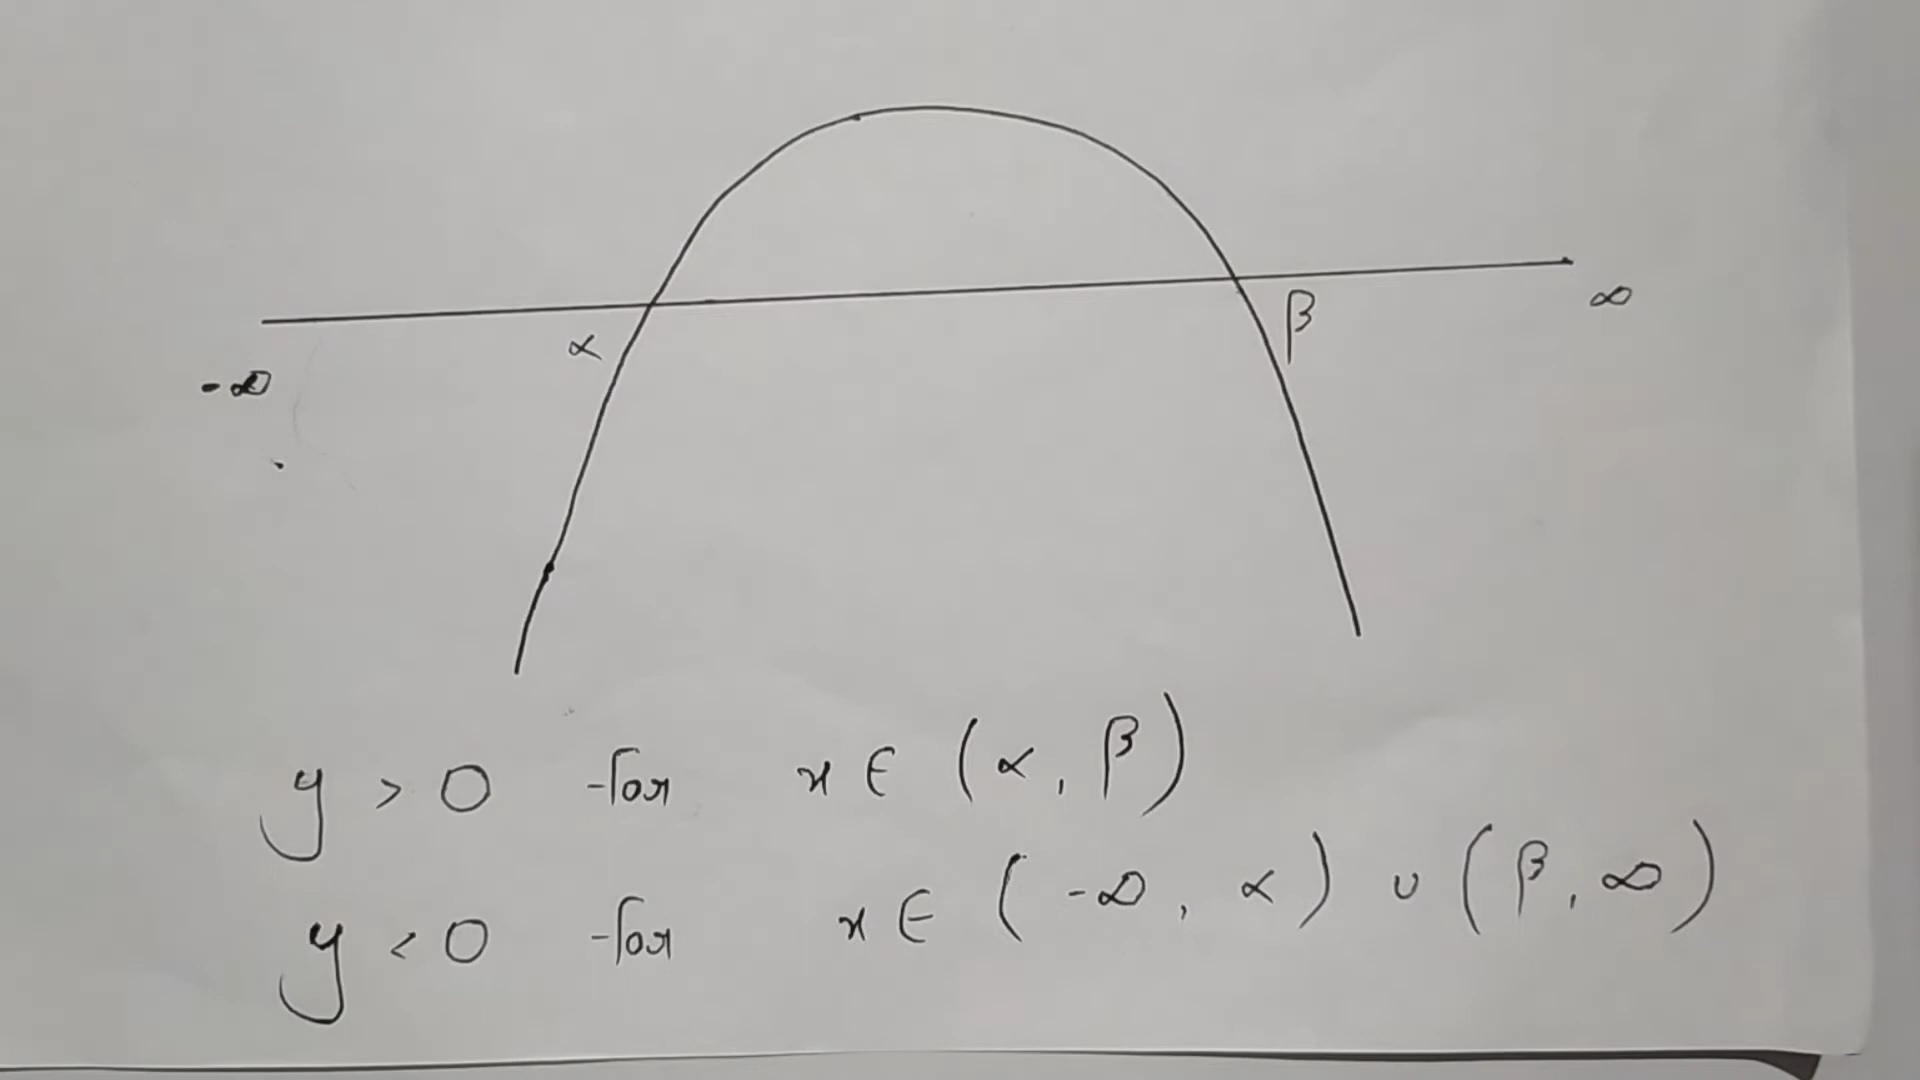 α
β
∞
-∞
y > 0 for x ∈ (α, β)
y < 0 for x ∈ (-∞, α) ∪ (β, ∞)